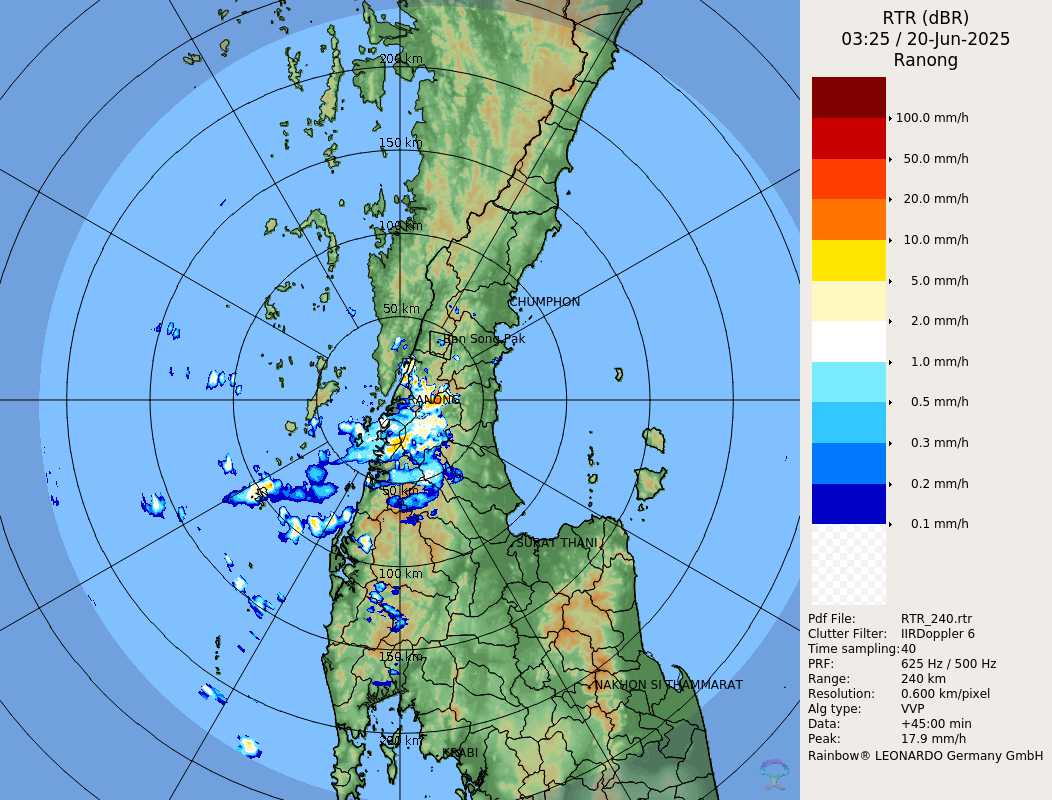 RTR (dBR)
03:25 / 20-Jun-2025
Ranong
100.0 mm/h
50.0 mm/h
20.0 mm/h
10.0 mm/h
5.0 mm/h
2.0 mm/h
1.0 mm/h
0.5 mm/h
0.3 mm/h
0.2 mm/h
0.1 mm/h
Pdf File: RTR_240.rtr
Clutter Filter: IIRDoppler 6
Time sampling:40
PRF: 625 Hz / 500 Hz
Range: 240 km
Resolution: 0.600 km/pixel
Alg type: VVP
Data: +45:00 min
Peak: 17.9 mm/h
Rainbow® LEONARDO Germany GmbH
200 km
150 km
100 km
CHUMPHON
50 km
Ban Song Pak
RANONG
50 km
SURAT THANI
100 km
150 km
NAKHON SI THAMMARAT
200 km
KRABI